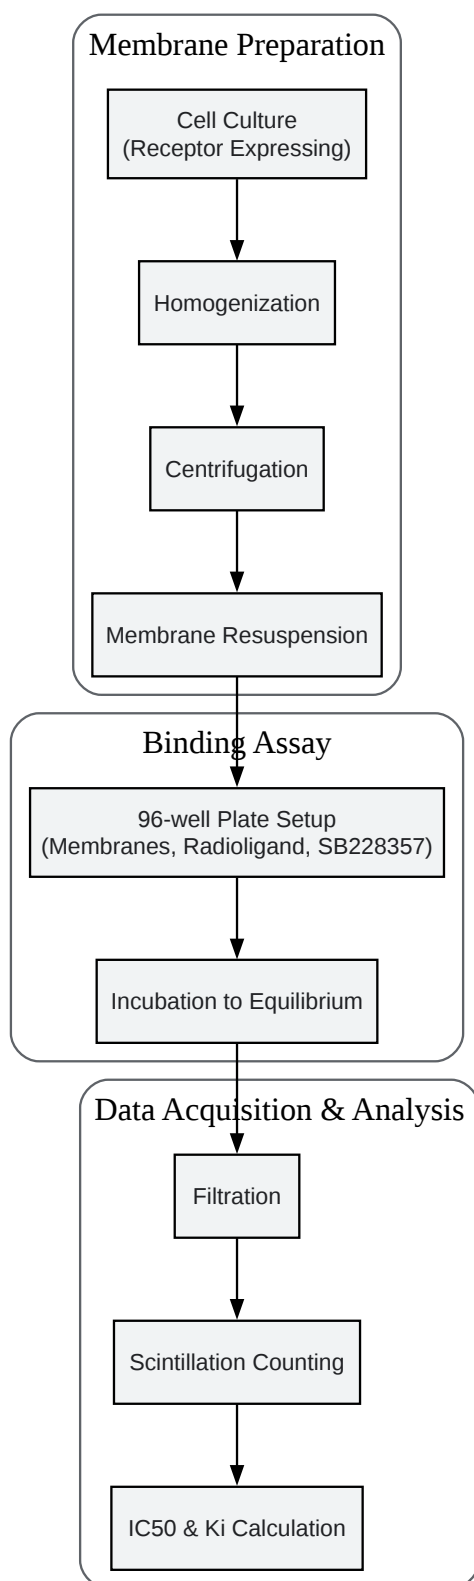 Membrane Preparation
Cell Culture
(Receptor Expressing)
Homogenization
Centrifugation
Membrane Resuspension
Binding Assay
96-well Plate Setup
(Membranes, Radioligand, SB228357)
Incubation to Equilibrium
Data Acquisition & Analysis
Filtration
Scintillation Counting
IC50 & Ki Calculation